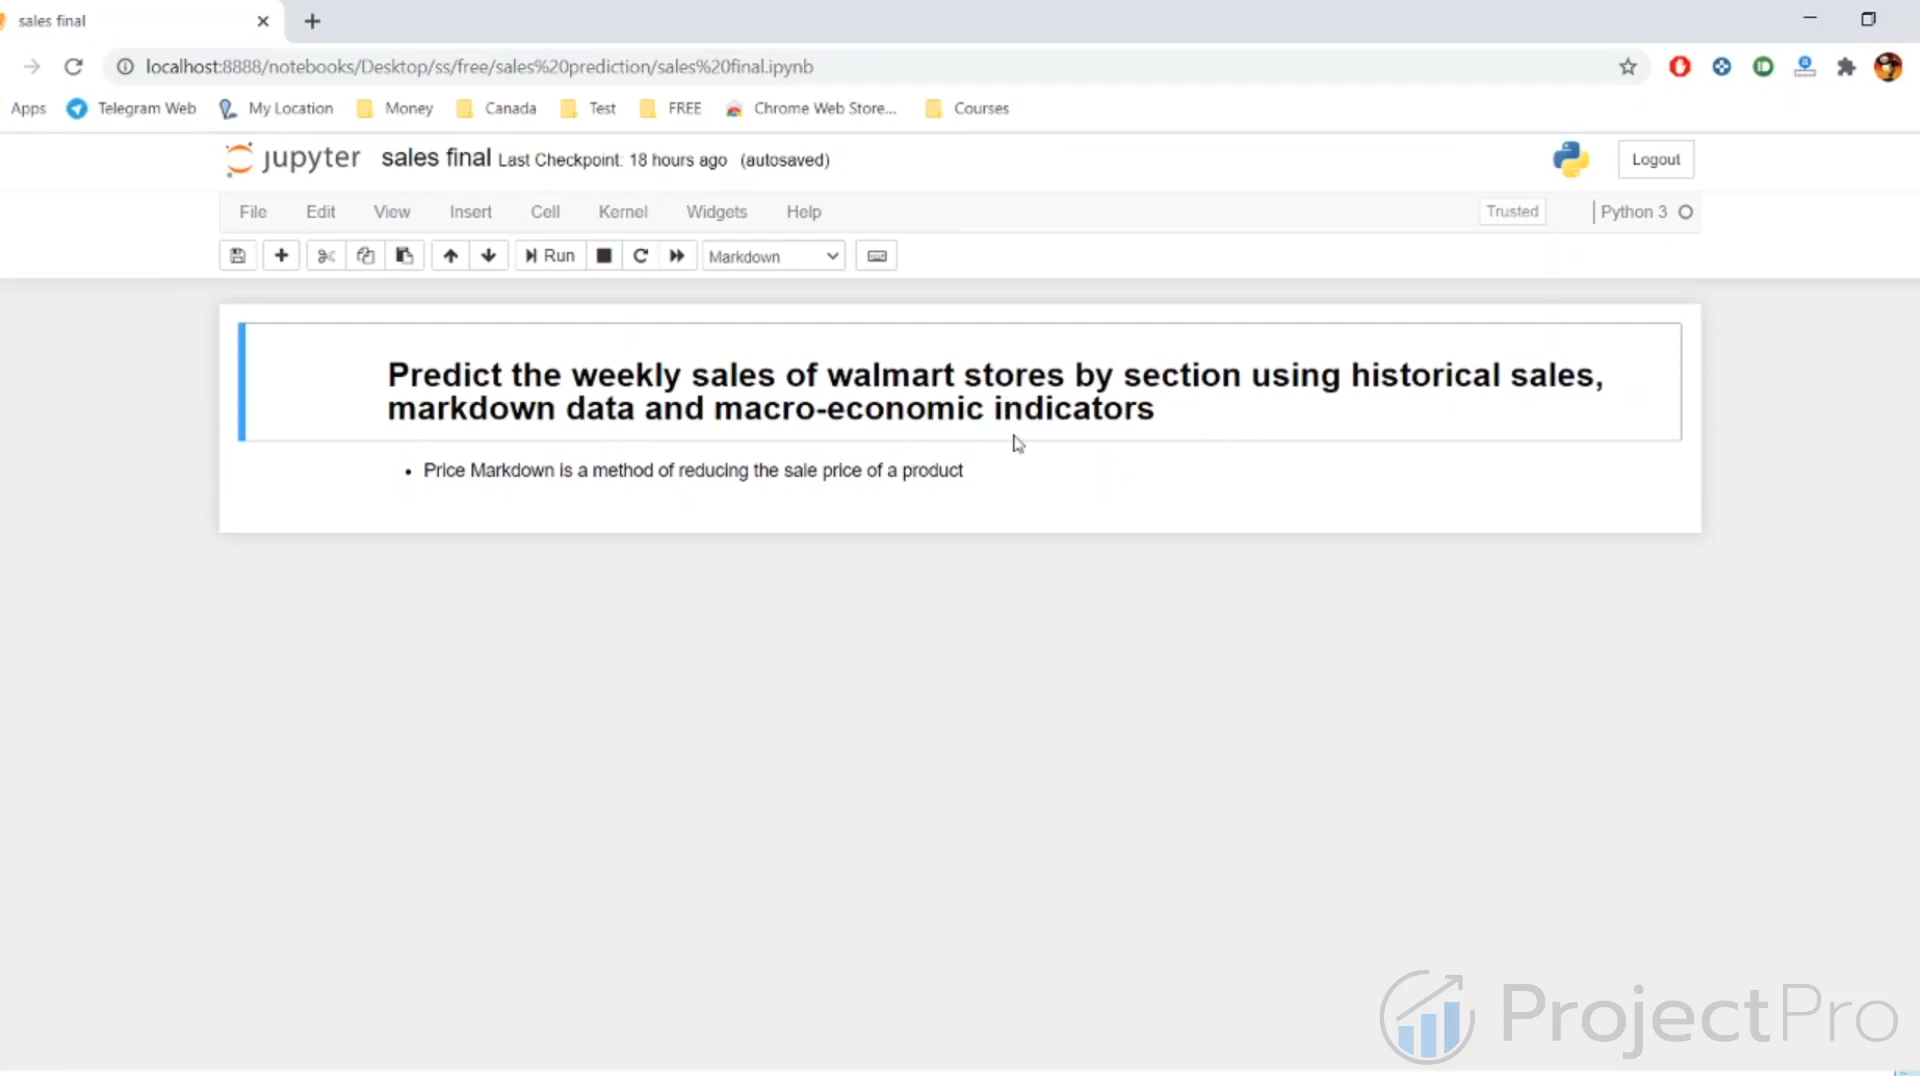 sales final
localhost:8888/notebooks/Desktop/ss/free/sales%20prediction/sales%20final.ipynb
Apps Telegram Web My Location Money Canada Test FREE Chrome Web Store... Courses
jupyter sales final Last Checkpoint: 18 hours ago (autosaved) Logout
File Edit View Insert Cell Kernel Widgets Help Trusted Python 3
Run Markdown
Predict the weekly sales of walmart stores by section using historical sales,
markdown data and macro-economic indicators
• Price Markdown is a method of reducing the sale price of a product
ProjectPro